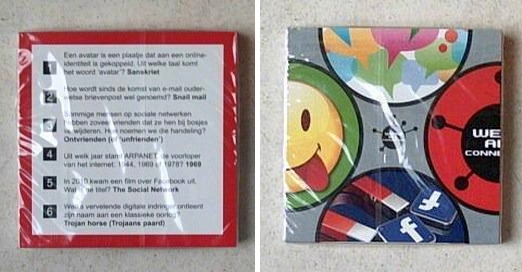 1 Een avatar is een plaatje dat aan een online-
identiteit is gekoppeld. Uit welke taal komt
het woord 'avatar'? Sanskriet
2 Hoe wordt sinds de komst van e-mail ouder-
wetse brievenpost wel genoemd? Snail mail
3 Sommige mensen op sociale netwerken
hebben zoveel vrienden dat ze hen bij bosjes
verwijderen. Hoe noemen we die handeling?
Ontvrienden (of 'unfrienden')
4 Uit welk jaar stamt ARPANET, de voorloper
van het internet: 1944, 1969 of 1978? 1969
5 In 2010 kwam een film over Facebook uit.
Wat is de titel? The Social Network
6 Welke vervelende digitale indringer ontleent
zijn naam aan een klassieke oorlog?
Trojan horse (Trojaans paard)
WE
AR
CONNE
f
f